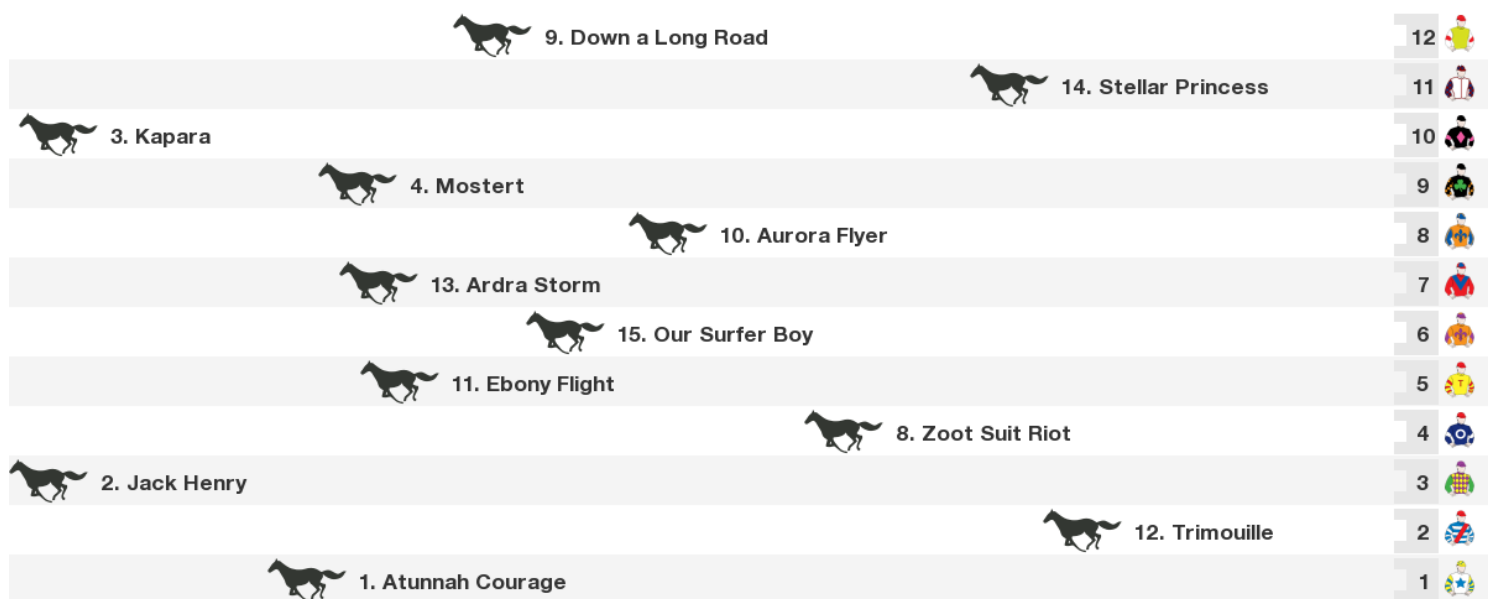 9. Down a Long Road 12
14. Stellar Princess 11
3. Kapara 10
4. Mostert 9
10. Aurora Flyer 8
13. Ardra Storm 7
15. Our Surfer Boy 6
11. Ebony Flight 5
8. Zoot Suit Riot 4
2. Jack Henry 3
12. Trimouille 2
1. Atunnah Courage 1